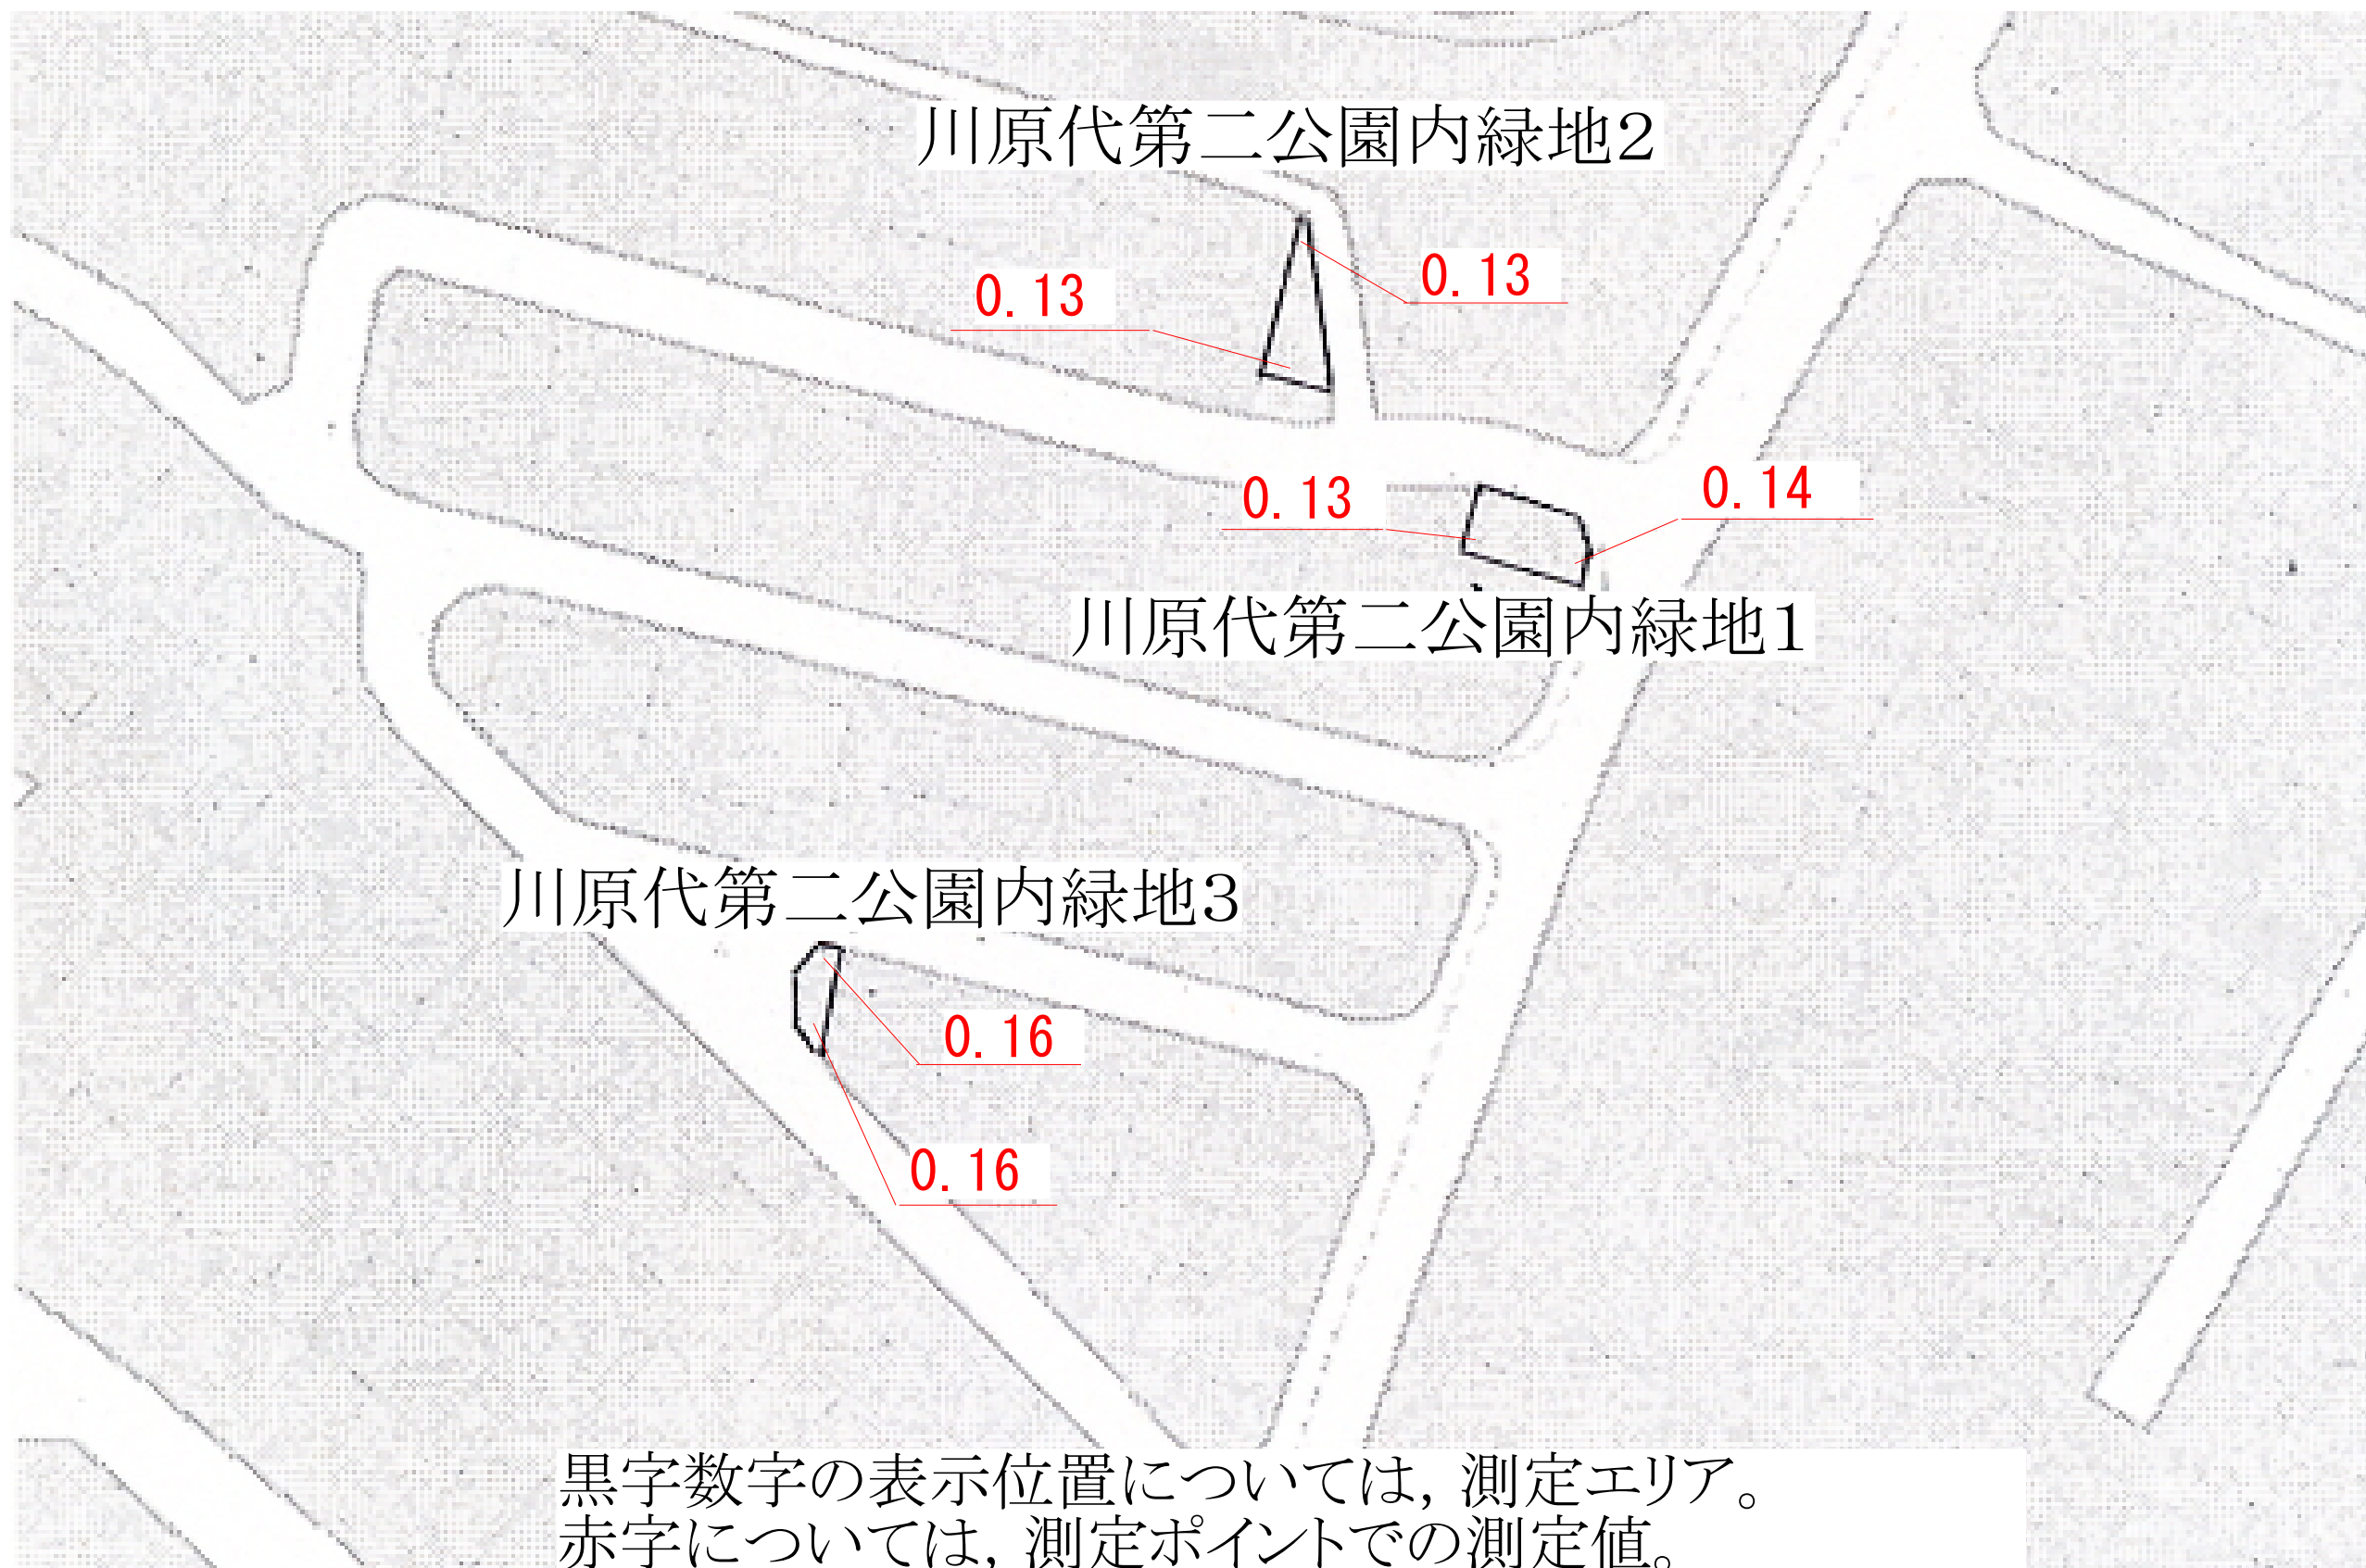 川原代第二公園内緑地2
0.13
0.13
0.13
0.14
川原代第二公園内緑地1
川原代第二公園内緑地3
0.16
0.16
黒字数字の表示位置については，測定エリア。
赤字については，測定ポイントでの測定値。